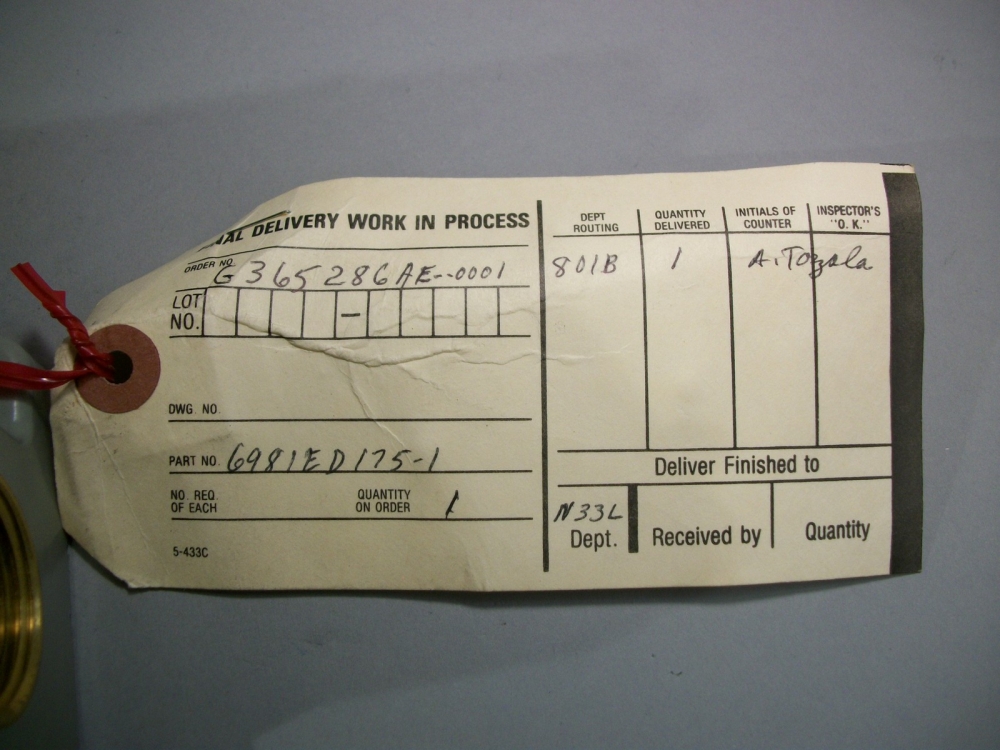 NAL DELIVERY WORK IN PROCESS
ORDER NO. G365286AE--0001
LOT NO. –
DWG. NO.
PART NO. 6981ED175-1
NO. REQ. OF EACH
QUANTITY ON ORDER 1
5-433C
DEPT ROUTING
QUANTITY DELIVERED
INITIALS OF COUNTER
INSPECTOR'S "O. K."
801B 1 A. Tozala
Deliver Finished to
N33L
Dept. Received by Quantity